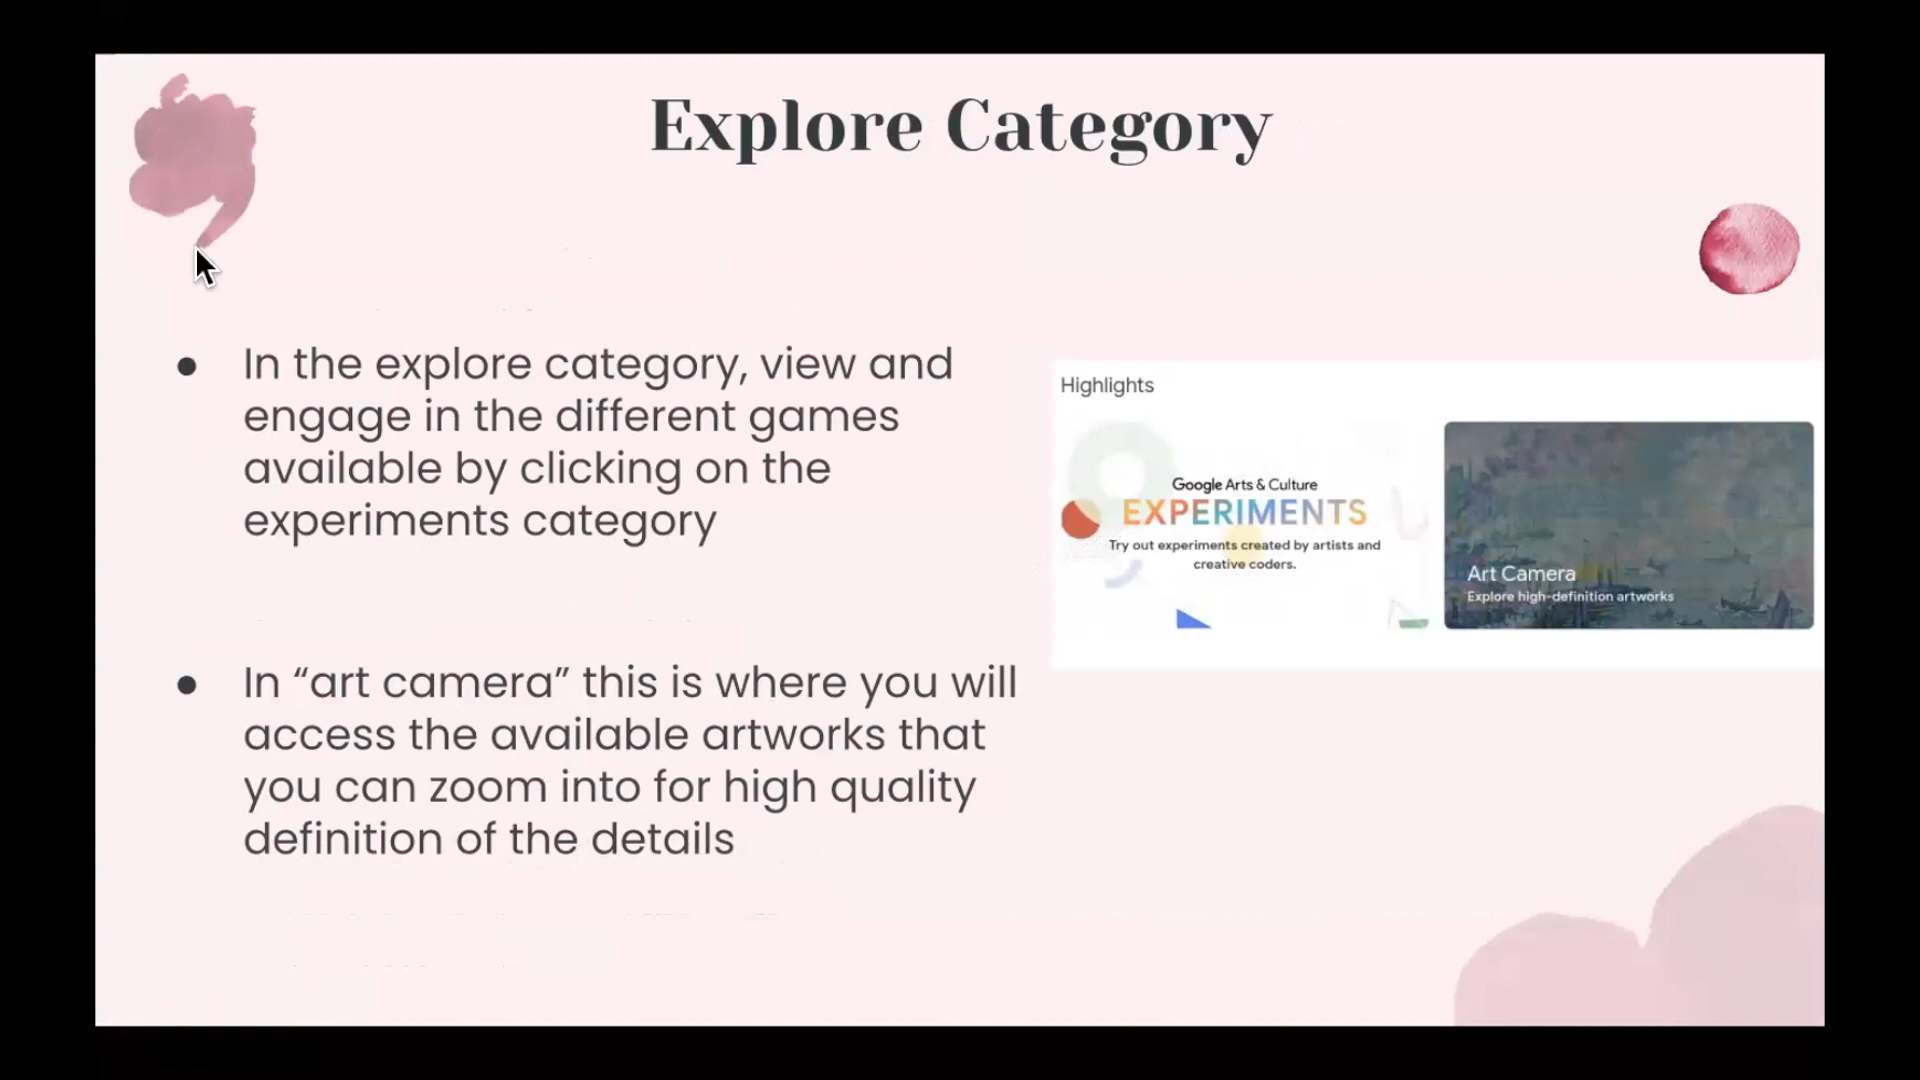 Explore Category
● In the explore category, view and
engage in the different games
available by clicking on the
experiments category
● In “art camera” this is where you will
access the available artworks that
you can zoom into for high quality
definition of the details
Highlights
Google Arts & Culture
EXPERIMENTS
Try out experiments created by artists and
creative coders.
Art Camera
Explore high-definition artworks